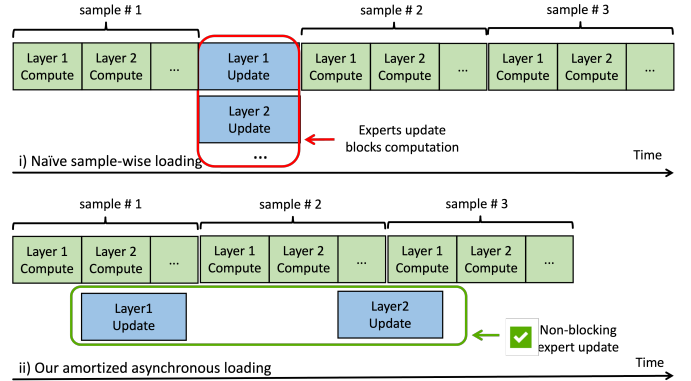 sample # 1
sample # 2
sample # 3
Layer 1
Compute
Layer 2
Compute
...
Layer 1
Update
Layer 1
Compute
Layer 2
Compute
...
Layer 1
Compute
Layer 2
Compute
...
Layer 2
Update
...
Experts update
blocks computation
i) Naïve sample-wise loading
Time
sample # 1
sample # 2
sample # 3
Layer 1
Compute
Layer 2
Compute
...
Layer 1
Compute
Layer 2
Compute
...
Layer 1
Compute
Layer 2
Compute
...
Layer1
Update
Layer2
Update
Non-blocking
expert update
ii) Our amortized asynchronous loading
Time